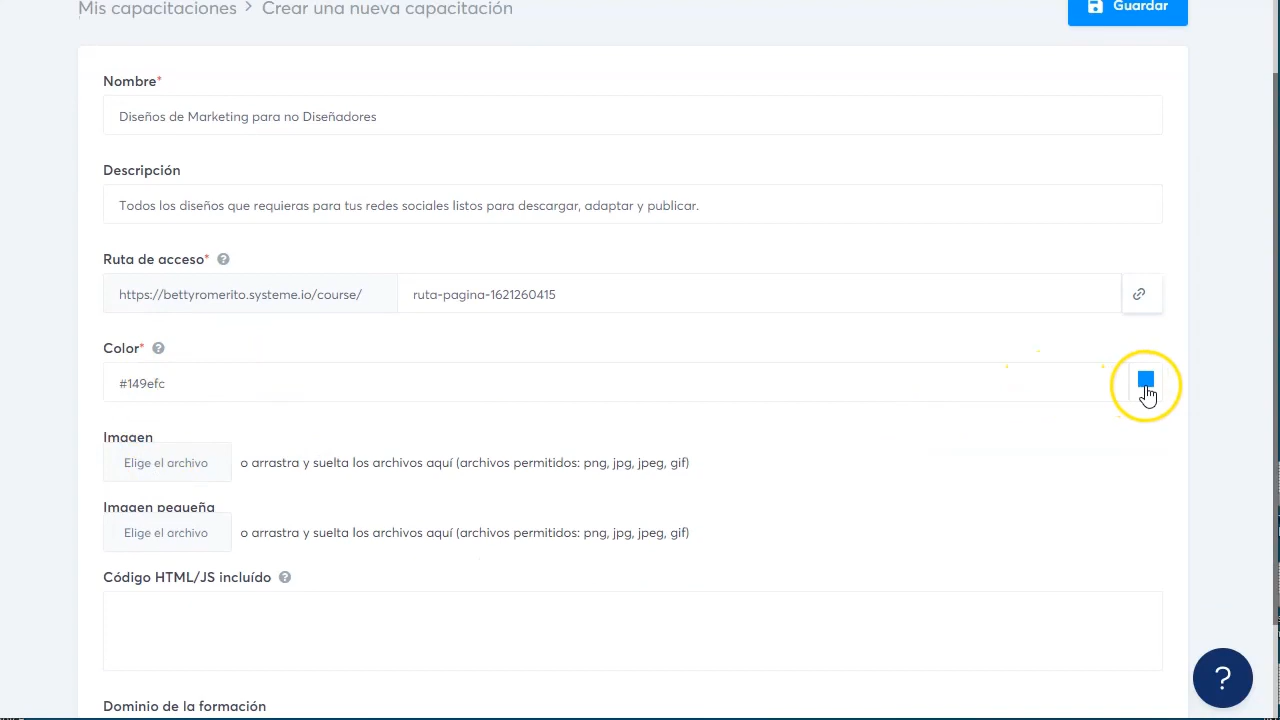 Mis capacitaciones > Crear una nueva capacitación
Guardar
Nombre*
Diseños de Marketing para no Diseñadores
Descripción
Todos los diseños que requieras para tus redes sociales listos para descargar, adaptar y publicar.
Ruta de acceso* ?
https://bettyromerito.systeme.io/course/ ruta-pagina-1621260415
Color* ?
#149efc
Imagen
Elige el archivo o arrastra y suelta los archivos aquí (archivos permitidos: png, jpg, jpeg, gif)
Imagen pequeña
Elige el archivo o arrastra y suelta los archivos aquí (archivos permitidos: png, jpg, jpeg, gif)
Código HTML/JS incluído ?
?
Dominio de la formación